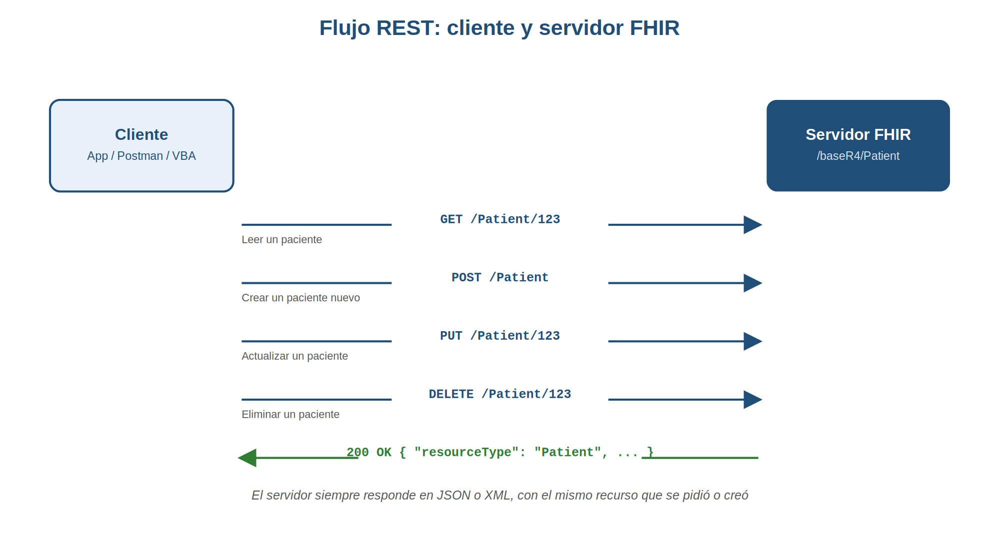 Flujo REST: cliente y servidor FHIR
Cliente
App / Postman / VBA
Servidor FHIR
/baseR4/Patient
GET /Patient/123
Leer un paciente
POST /Patient
Crear un paciente nuevo
PUT /Patient/123
Actualizar un paciente
DELETE /Patient/123
Eliminar un paciente
200 OK { "resourceType": "Patient", ... }
El servidor siempre responde en JSON o XML, con el mismo recurso que se pidió o creó